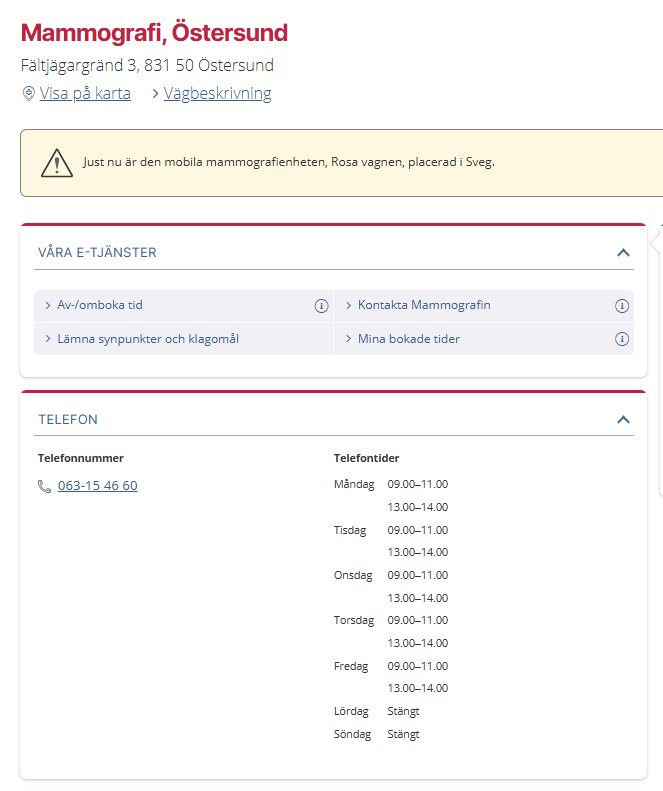 Mammografi, Östersund
Fältjägargränd 3, 831 50 Östersund
Visa på karta Vägbeskrivning
Just nu är den mobila mammografienheten, Rosa vagnen, placerad i Sveg.
VÅRA E-TJÄNSTER
Av-/omboka tid Kontakta Mammografin
Lämna synpunkter och klagomål Mina bokade tider
TELEFON
Telefonnummer Telefontider
063-15 46 60 Måndag 09.00–11.00
13.00–14.00
Tisdag 09.00–11.00
13.00–14.00
Onsdag 09.00–11.00
13.00–14.00
Torsdag 09.00–11.00
13.00–14.00
Fredag 09.00–11.00
13.00–14.00
Lördag Stängt
Söndag Stängt